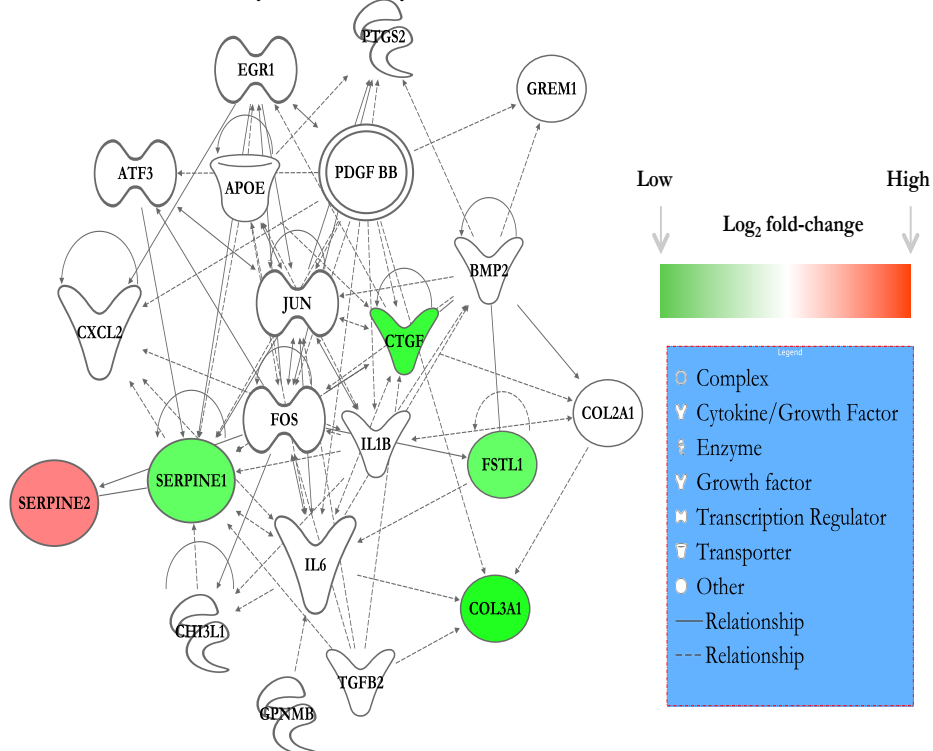 PTGS2
EGR1
GREM1
ATF3
APOE
PDGF BB
BMP2
JUN
CXCL2
CTGF
COL2A1
FOS
IL1B
FSTL1
SERPINE1
SERPINE2
IL6
COL3A1
CHI3L1
TGFB2
GPNMB
Low
High
Log2 fold-change
Legend
Complex
Cytokine/Growth Factor
Enzyme
Growth factor
Transcription Regulator
Transporter
Other
Relationship
Relationship